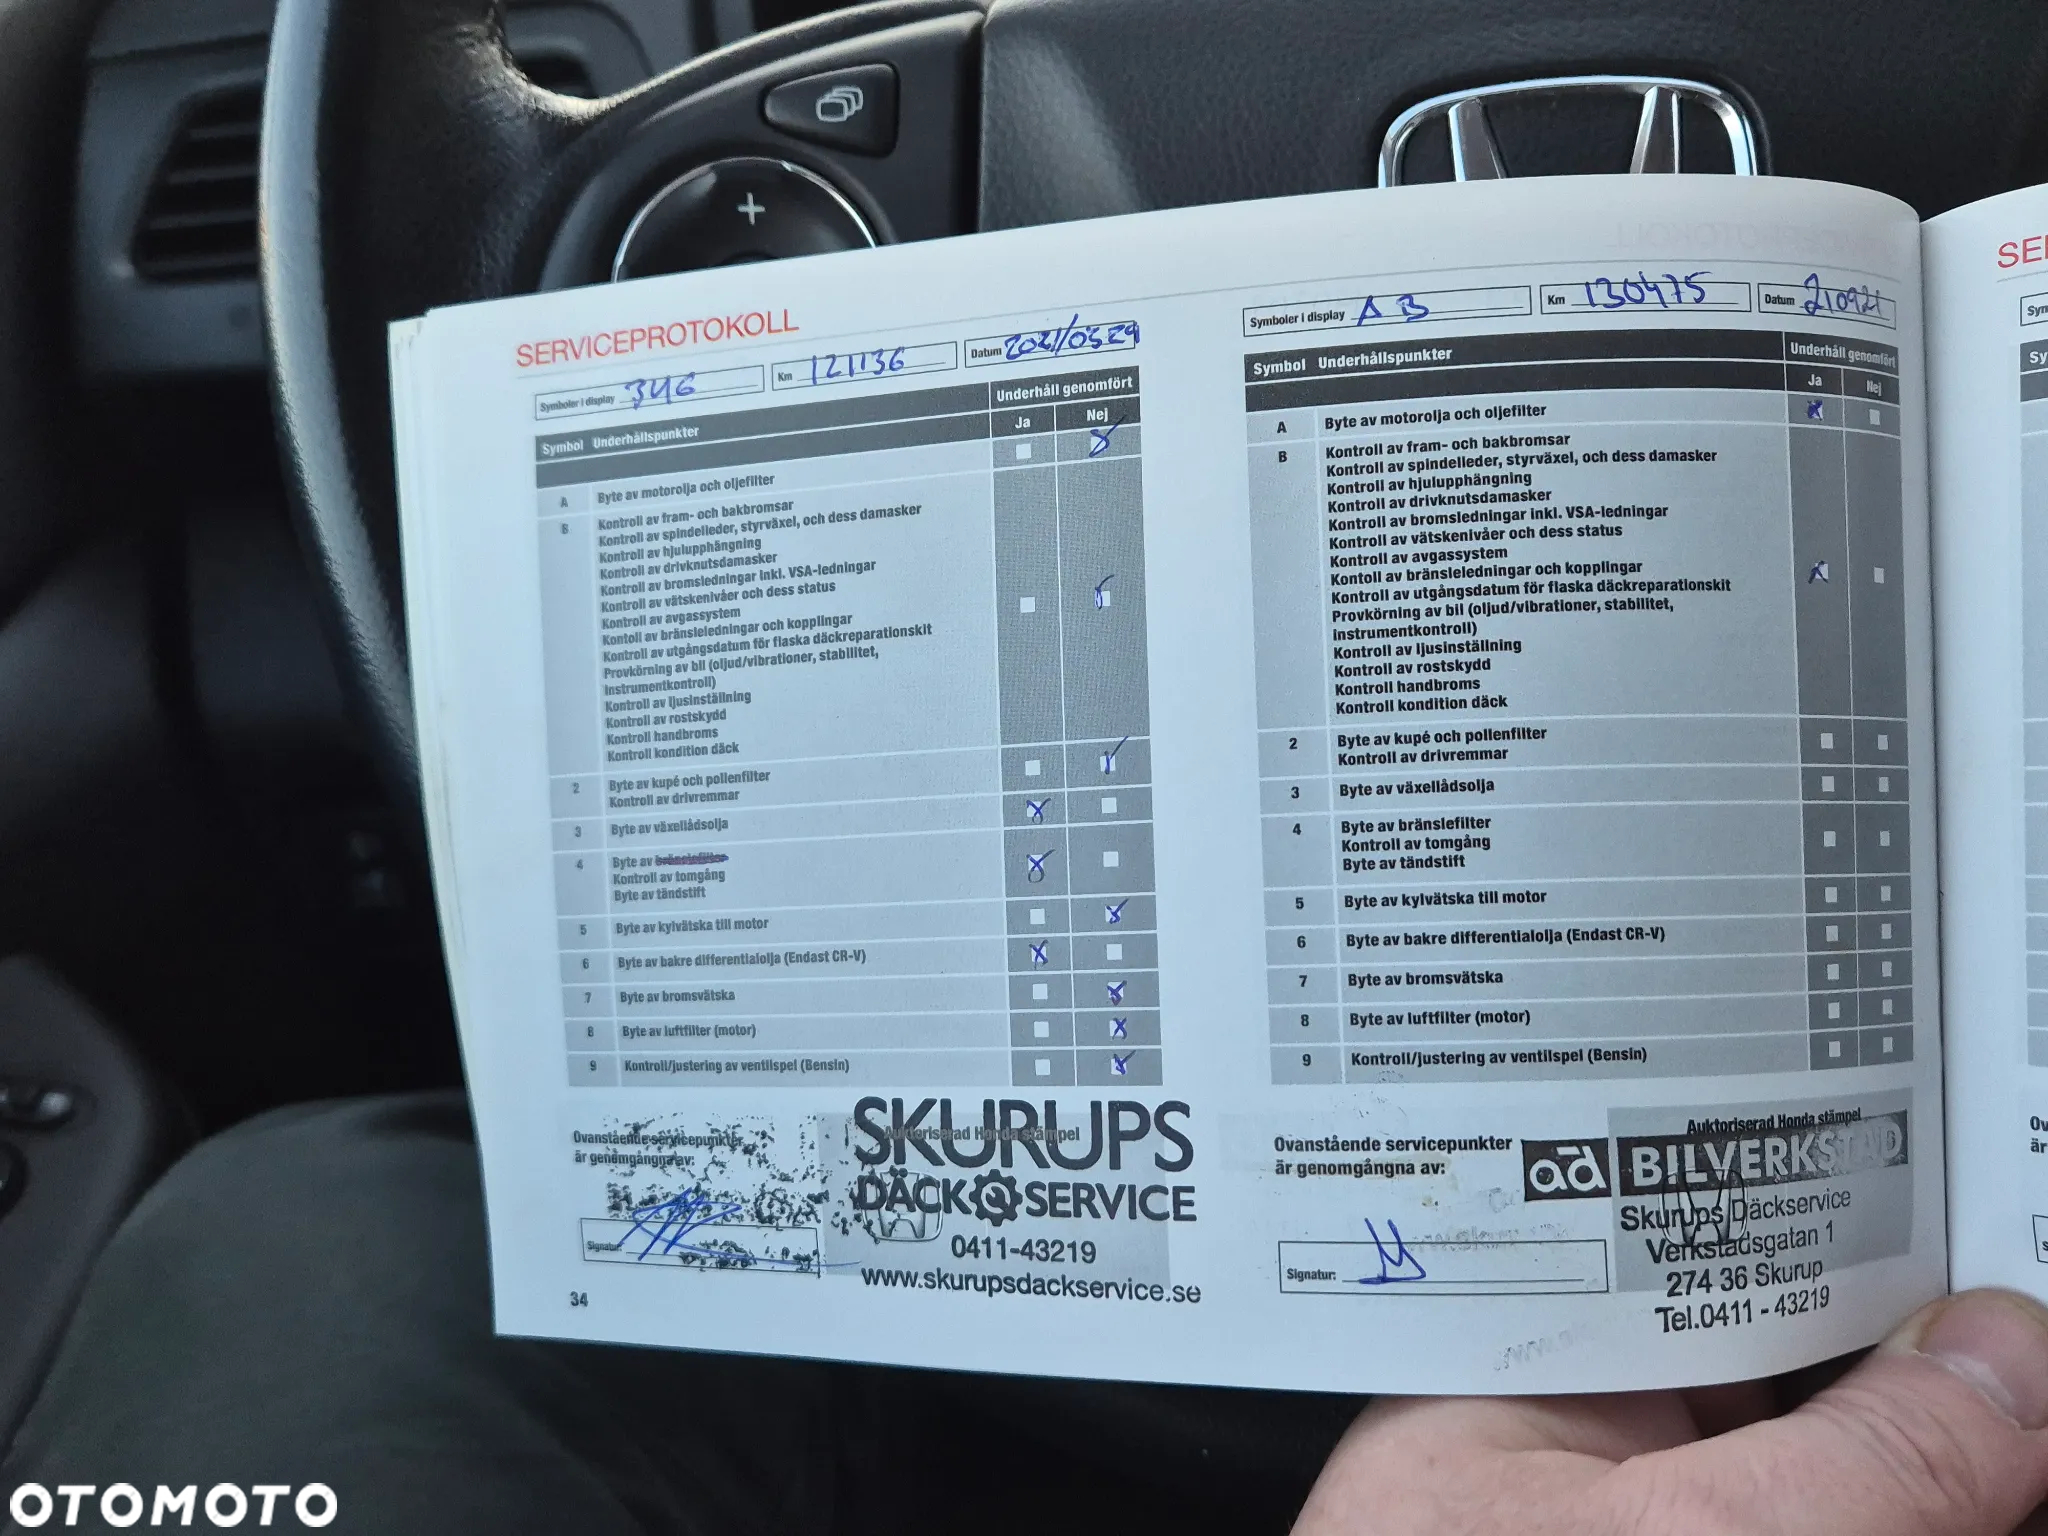 SERVICEPROTOKOLL
Symboler i display 346 Km 121136 Datum 2021/03 29
Symbol Underhållspunkter Underhåll genomfört
Ja Nej
A Byte av motorolja och oljefilter
B Kontroll av fram- och bakbromsar
Kontroll av spindelleder, styrväxel, och dess damasker
Kontroll av hjulupphängning
Kontroll av drivknutsdamasker
Kontroll av bromsledningar inkl. VSA-ledningar
Kontroll av vätskenivåer och dess status
Kontroll av avgassystem
Kontoll av bränsleledningar och kopplingar
Kontroll av utgångsdatum för flaska däckreparationskit
Provkörning av bil (oljud/vibrationer, stabilitet,
instrumentkontroll)
Kontroll av ljusinställning
Kontroll av rostskydd
Kontroll handbroms
Kontroll kondition däck
2 Byte av kupé och pollenfilter
Kontroll av drivremmar
3 Byte av växellådsolja
4 Byte av bränslefilter
Kontroll av tomgång
Byte av tändstift
5 Byte av kylvätska till motor
6 Byte av bakre differentialolja (Endast CR-V)
7 Byte av bromsvätska
8 Byte av luftfilter (motor)
9 Kontroll/justering av ventilspel (Bensin)
Ovanstående servicepunkter
är genomgångna av:
Signatur:
Auktoriserad Honda stämpel
SKURUPS
DÄCK SERVICE
0411-43219
www.skurupsdackservice.se
34
Symboler i display A B Km 130475 Datum 210921
Symbol Underhållspunkter Underhåll genomfört
Ja Nej
A Byte av motorolja och oljefilter
B Kontroll av fram- och bakbromsar
Kontroll av spindelleder, styrväxel, och dess damasker
Kontroll av hjulupphängning
Kontroll av drivknutsdamasker
Kontroll av bromsledningar inkl. VSA-ledningar
Kontroll av vätskenivåer och dess status
Kontroll av avgassystem
Kontoll av bränsleledningar och kopplingar
Kontroll av utgångsdatum för flaska däckreparationskit
Provkörning av bil (oljud/vibrationer, stabilitet,
instrumentkontroll)
Kontroll av ljusinställning
Kontroll av rostskydd
Kontroll handbroms
Kontroll kondition däck
2 Byte av kupé och pollenfilter
Kontroll av drivremmar
3 Byte av växellådsolja
4 Byte av bränslefilter
Kontroll av tomgång
Byte av tändstift
5 Byte av kylvätska till motor
6 Byte av bakre differentialolja (Endast CR-V)
7 Byte av bromsvätska
8 Byte av luftfilter (motor)
9 Kontroll/justering av ventilspel (Bensin)
Ovanstående servicepunkter
är genomgångna av:
Signatur:
Auktoriserad Honda stämpel
ad BILVERKSTAD
Skurups Däckservice
Verkstadsgatan 1
274 36 Skurup
Tel.0411 - 43219
OTOMOTO